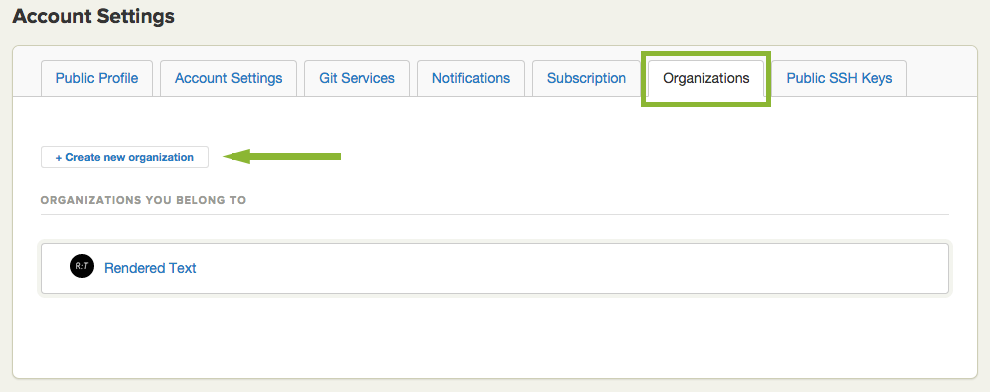 Account Settings
Public Profile Account Settings Git Services Notifications Subscription Organizations Public SSH Keys
+ Create new organization
ORGANIZATIONS YOU BELONG TO
R:T Rendered Text